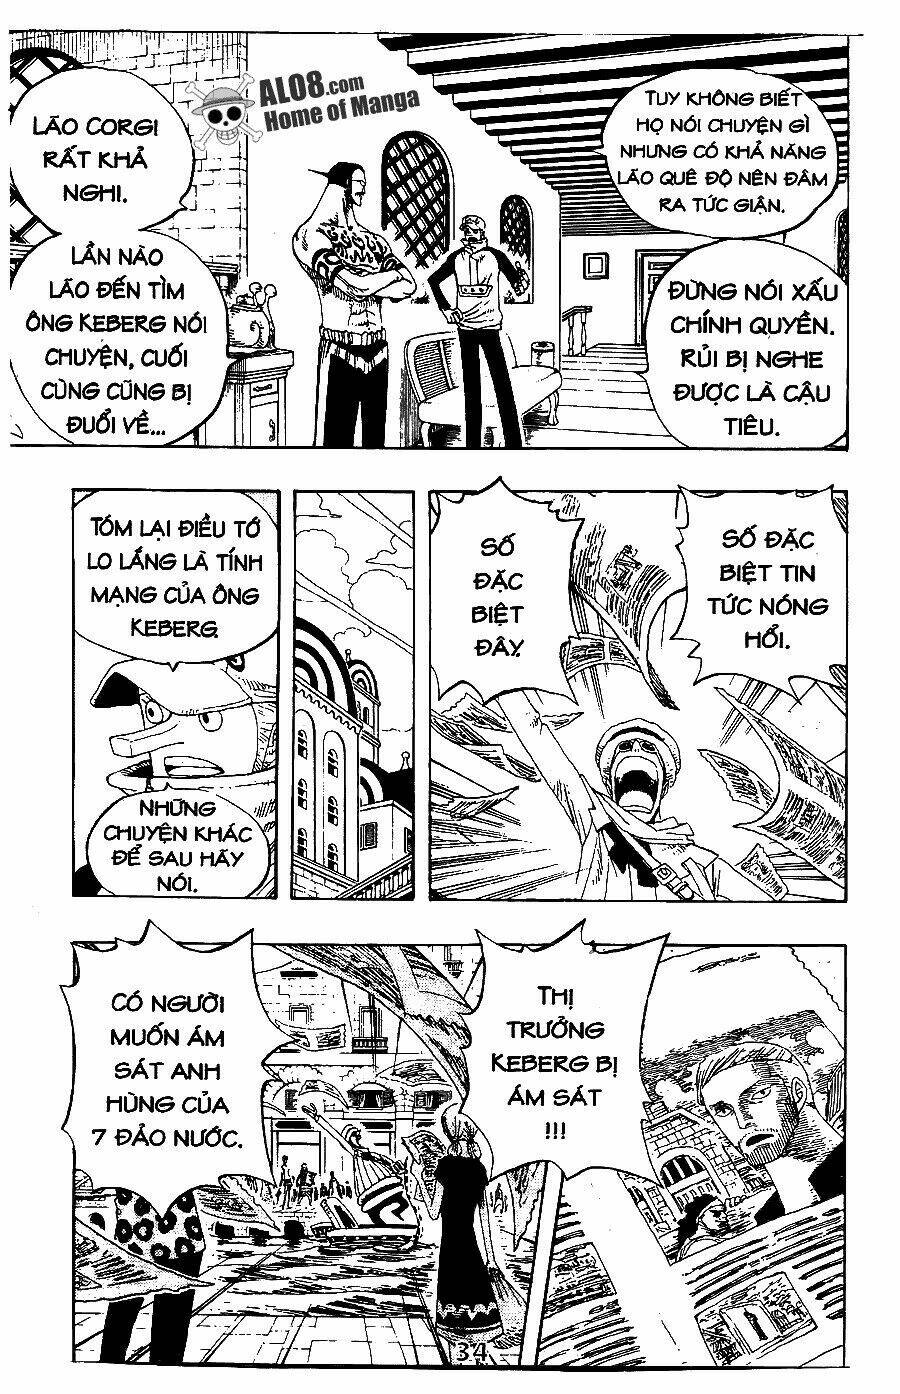 AL08.com
Home of Manga
TUY KHÔNG BIẾT
HỌ NÓI CHUYỆN GÌ
NHƯNG CÓ KHẢ NĂNG
LÃO QUÊ ĐỘ NÊN ĐÂM
RA TỨC GIẬN.
ĐỪNG NÓI XẤU
CHÍNH QUYỀN.
RỦI BỊ NGHE
ĐƯỢC LÀ CẬU
TIÊU.
LÃO CORGI
RẤT KHẢ
NGHI.
LẦN NÀO
LÃO ĐẾN TÌM
ÔNG KEBERG NÓI
CHUYỆN, CUỐI
CÙNG CŨNG BỊ
ĐUỔI VỀ...
SỐ ĐẶC
BIỆT TIN
TỨC NÓNG
HỔI.
SỐ
ĐẶC
BIỆT
ĐÂY.
TÓM LẠI ĐIỀU TỚ
LO LẮNG LÀ TÍNH
MẠNG CỦA ÔNG
KEBERG.
NHỮNG
CHUYỆN KHÁC
ĐỂ SAU HÃY
NÓI.
THỊ
TRƯỞNG
KEBERG BỊ
ÁM SÁT
!!!
CÓ NGƯỜI
MUỐN ÁM
SÁT ANH
HÙNG CỦA
7 ĐẢO NƯỚC.
34